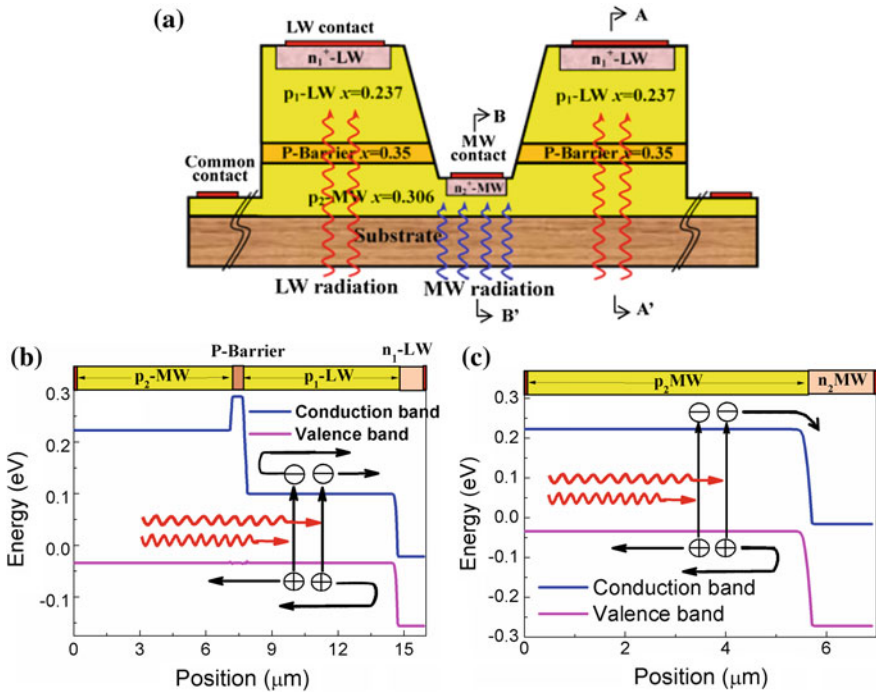 (a)
LW contact
A
n₁⁺-LW
n₁⁺-LW
p₁-LW x=0.237
B
p₁-LW x=0.237
MW
contact
P-Barrier x=0.35
P-Barrier x=0.35
Common
contact
n₂⁺-MW
p₂-MW x=0.306
Substrate
LW radiation
MW radiation
B'
A'
(b)
P-Barrier
n₁-LW
p₂-MW
p₁-LW
0.3
0.2
0.1
0.0
-0.1
Energy (eV)
Conduction band
Valence band
0
3
6
9
12
15
Position (μm)
(c)
p₂MW
n₂MW
0.3
0.2
0.1
0.0
-0.1
-0.2
-0.3
Energy (eV)
Conduction band
Valence band
0
2
4
6
Position (μm)